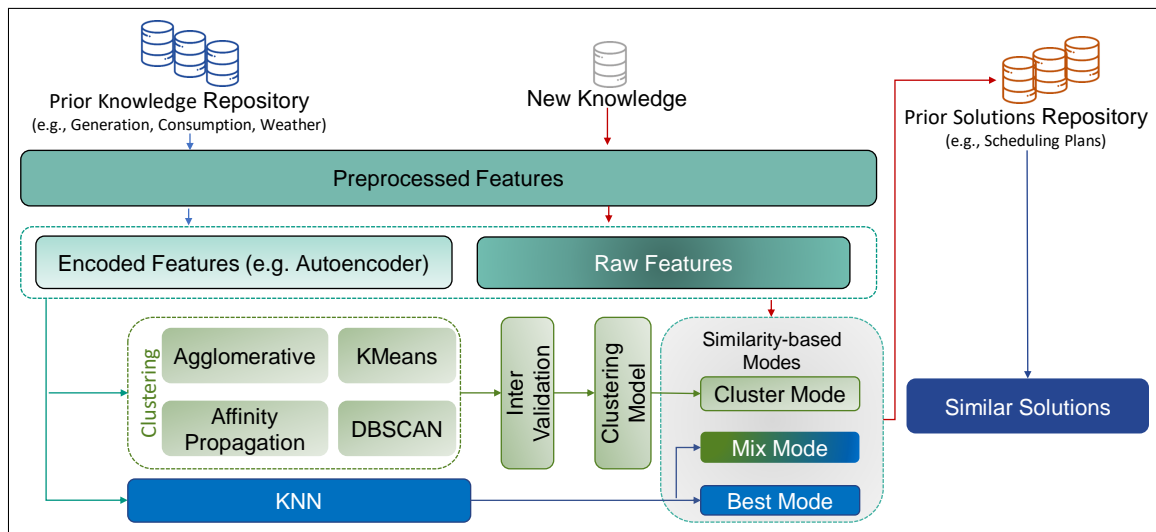 Prior Knowledge Repository
(e.g., Generation, Consumption, Weather)
New Knowledge
Prior Solutions Repository
(e.g., Scheduling Plans)
Preprocessed Features
Encoded Features (e.g. Autoencoder)
Raw Features
Clustering
Agglomerative
KMeans
Affinity
Propagation
DBSCAN
Inter
Validation
Clustering
Model
Similarity-based
Modes
Cluster Mode
Mix Mode
Best Mode
KNN
Similar Solutions